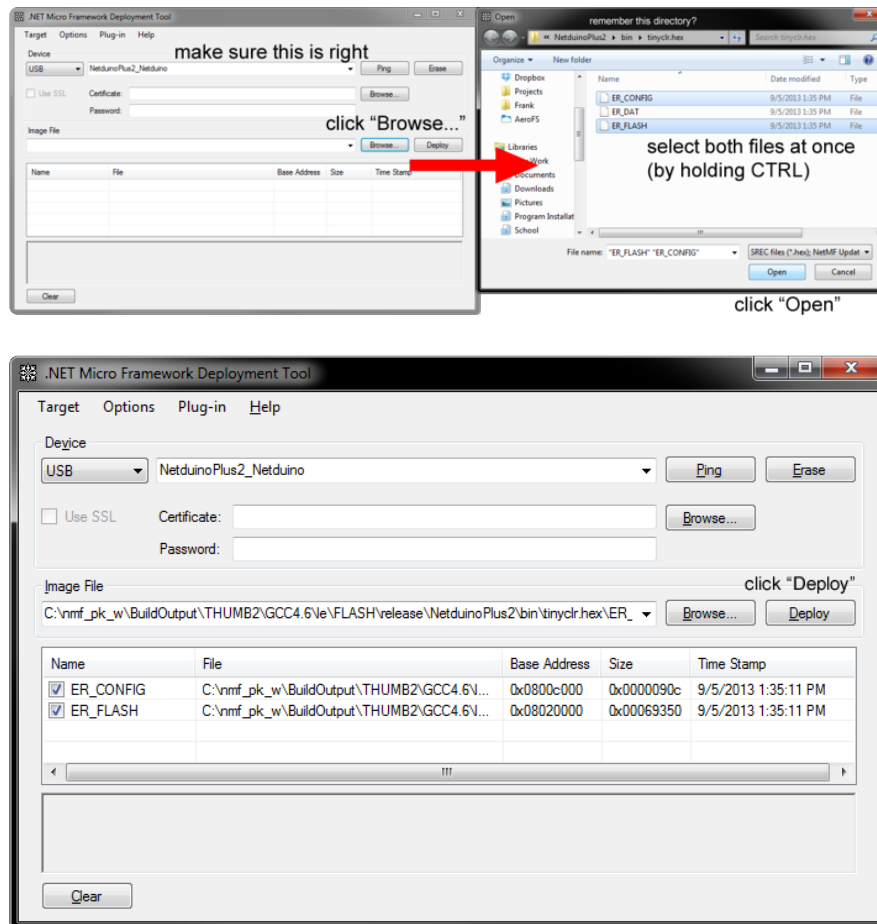 .NET Micro Framework Deployment Tool
Target Options Plug-in Help
make sure this is right
Device
USB NetduinoPlus2_Netduino Ping Erase
Use SSL Certificate: Browse...
Password:
click “Browse...”
Image File
Browse... Deploy
Name File Base Address Size Time Stamp
Clear
Open
remember this directory?
« NetduinoPlus2 ▸ bin ▸ tinyclr.hex Search tinyclr.hex
Organize New folder
Name Date modified Type
Dropbox
Projects
Frank
AeroFS
Libraries
Work
Documents
Downloads
Pictures
Program Installat
School
ER_CONFIG 9/5/2013 1:35 PM File
ER_DAT 9/5/2013 1:35 PM File
ER_FLASH 9/5/2013 1:35 PM File
select both files at once
(by holding CTRL)
File name: "ER_FLASH" "ER_CONFIG" SREC files (*.hex); NetMF Updat
Open Cancel
click “Open”
.NET Micro Framework Deployment Tool
Target Options Plug-in Help
Device
USB NetduinoPlus2_Netduino Ping Erase
Use SSL Certificate: Browse...
Password:
Image File
click “Deploy”
C:\nmf_pk_w\BuildOutput\THUMB2\GCC4.6\le\FLASH\release\NetduinoPlus2\bin\tinyclr.hex\ER_ Browse... Deploy
Name File Base Address Size Time Stamp
ER_CONFIG C:\nmf_pk_w\BuildOutput\THUMB2\GCC4.6\l... 0x0800c000 0x0000090c 9/5/2013 1:35:11 PM
ER_FLASH C:\nmf_pk_w\BuildOutput\THUMB2\GCC4.6\l... 0x08020000 0x00069350 9/5/2013 1:35:11 PM
Clear